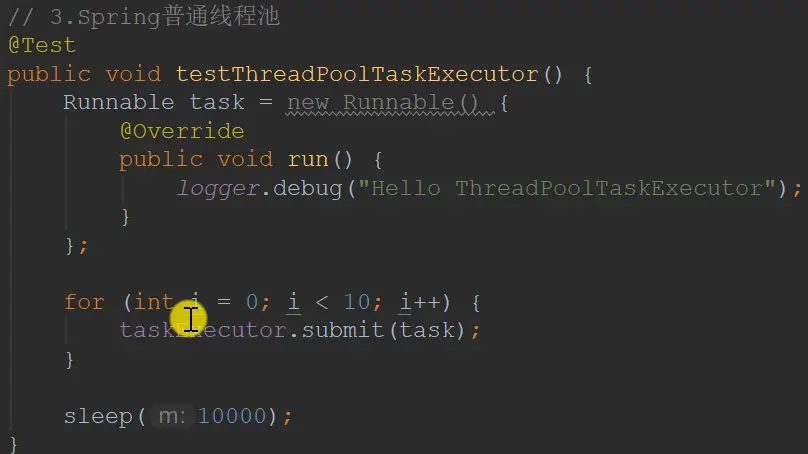 // 3.Spring普通线程池
@Test
public void testThreadPoolTaskExecutor() {
Runnable task = new Runnable() {
@Override
public void run() {
logger.debug("Hello ThreadPoolTaskExecutor");
}
};
for (int i = 0; i < 10; i++) {
taskExecutor.submit(task);
}
sleep( m: 10000);
}